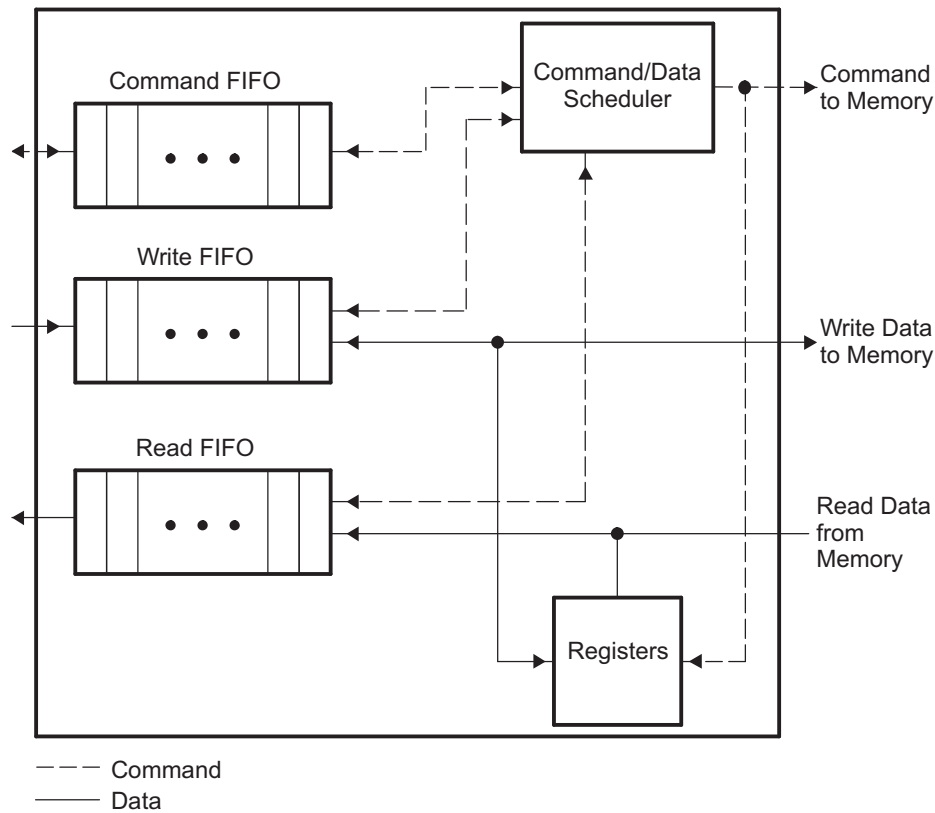 Command FIFO
Command/Data
Scheduler
Command
to Memory
Write FIFO
Write Data
to Memory
Read FIFO
Read Data
from
Memory
Registers
Command
Data